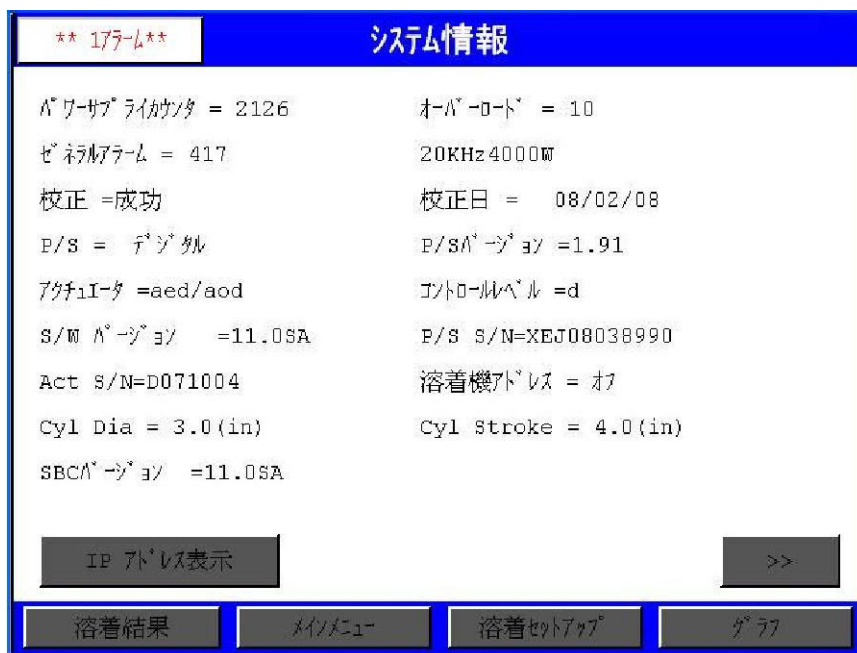 ** 1ｱﾗｰﾑ**
ｼｽﾃﾑ情報
ﾊﾟﾜｰｻﾌﾟﾗｲｶｳﾝﾀ = 2126
ｵｰﾊﾞｰﾛｰﾄﾞ = 10
ｾﾞﾈﾗﾙｱﾗｰﾑ = 417
20KHz4000W
校正 =成功
校正日 = 08/02/08
P/S = ﾃﾞｼﾞﾀﾙ
P/Sﾊﾞｰｼﾞｮﾝ =1.91
ｱｸﾁｭｴｰﾀ =aed/aod
ｺﾝﾄﾛｰﾙﾚﾍﾞﾙ =d
S/W ﾊﾞｰｼﾞｮﾝ =11.0SA
P/S S/N=XEJ08038990
Act S/N=D071004
溶着機ｱﾄﾞﾚｽ = ｵﾌ
Cyl Dia = 3.0(in)
Cyl Stroke = 4.0(in)
SBCﾊﾞｰｼﾞｮﾝ =11.0SA
IP ｱﾄﾞﾚｽ表示
>>
溶着結果
ﾒｲﾝﾒﾆｭｰ
溶着ｾｯﾄｱｯﾌﾟ
ｸﾞﾗﾌ